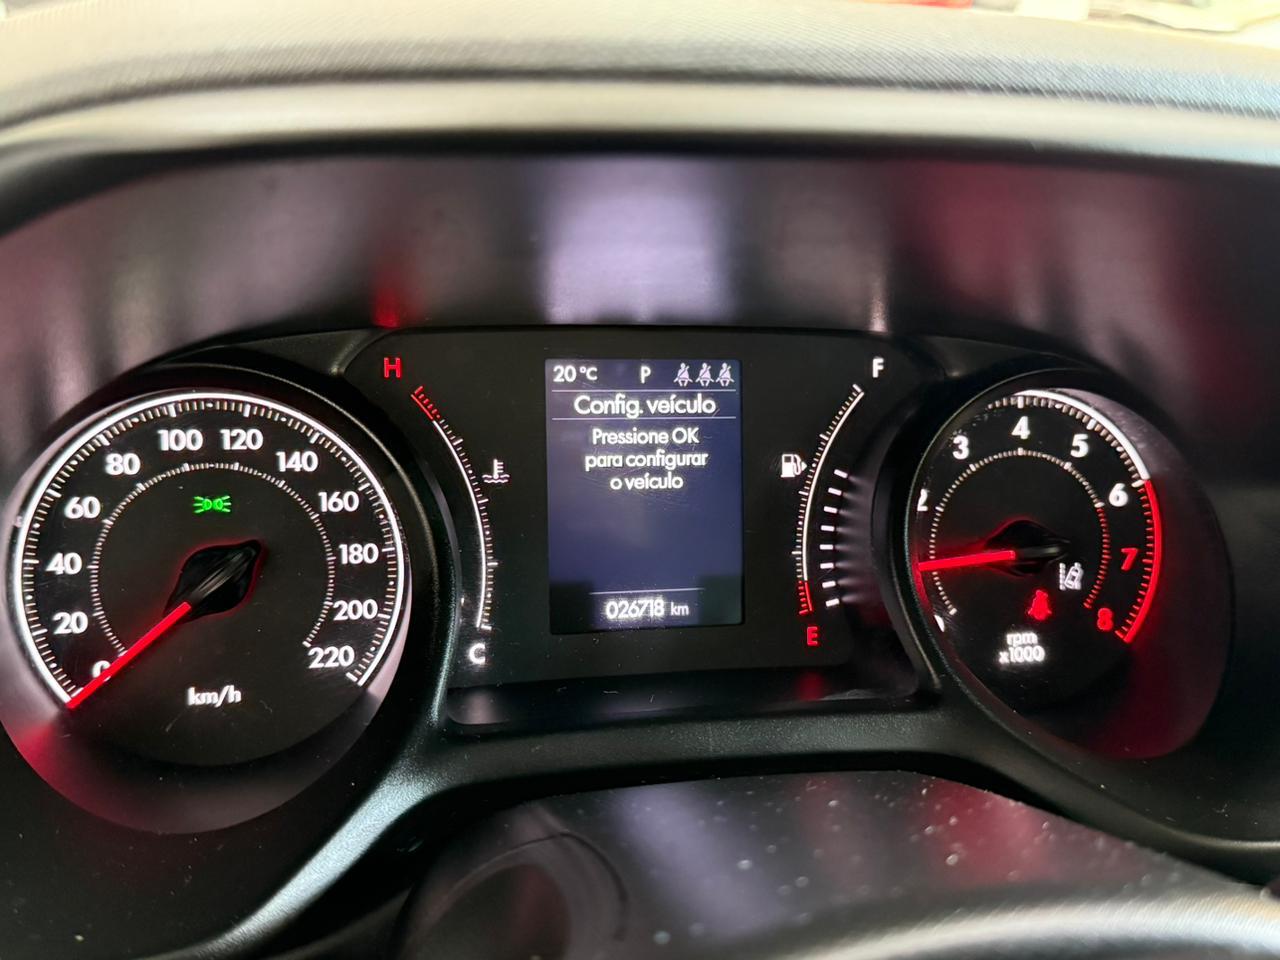 H
20 °C P
Config. veículo
Pressione OK
para configurar
o veículo
026718 km
F
C
E
0
20
40
60
80
100
120
140
160
180
200
220
km/h
2
3
4
5
6
7
8
rpm
x1000